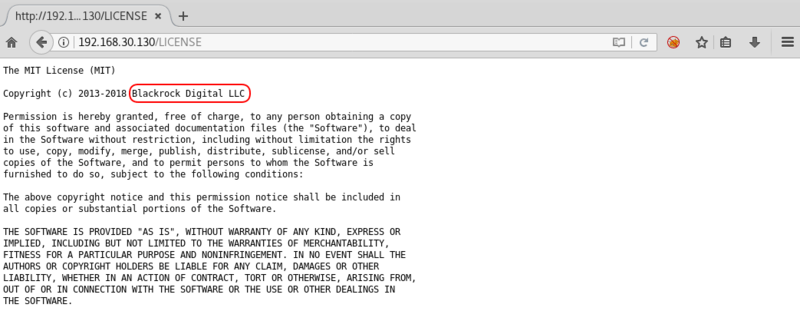 http://192.1...130/LICENSE
192.168.30.130/LICENSE
The MIT License (MIT)
Copyright (c) 2013-2018 Blackrock Digital LLC
Permission is hereby granted, free of charge, to any person obtaining a copy
of this software and associated documentation files (the "Software"), to deal
in the Software without restriction, including without limitation the rights
to use, copy, modify, merge, publish, distribute, sublicense, and/or sell
copies of the Software, and to permit persons to whom the Software is
furnished to do so, subject to the following conditions:
The above copyright notice and this permission notice shall be included in
all copies or substantial portions of the Software.
THE SOFTWARE IS PROVIDED "AS IS", WITHOUT WARRANTY OF ANY KIND, EXPRESS OR
IMPLIED, INCLUDING BUT NOT LIMITED TO THE WARRANTIES OF MERCHANTABILITY,
FITNESS FOR A PARTICULAR PURPOSE AND NONINFRINGEMENT. IN NO EVENT SHALL THE
AUTHORS OR COPYRIGHT HOLDERS BE LIABLE FOR ANY CLAIM, DAMAGES OR OTHER
LIABILITY, WHETHER IN AN ACTION OF CONTRACT, TORT OR OTHERWISE, ARISING FROM,
OUT OF OR IN CONNECTION WITH THE SOFTWARE OR THE USE OR OTHER DEALINGS IN
THE SOFTWARE.